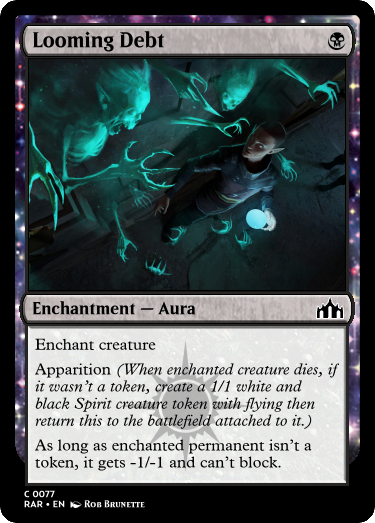 Looming Debt
Enchantment — Aura
Enchant creature
Apparition (When enchanted creature dies, if
it wasn't a token, create a 1/1 white and
black Spirit creature token with flying then
return this to the battlefield attached to it.)
As long as enchanted permanent isn't a
token, it gets -1/-1 and can't block.
C 0077
RAR • EN Rob Brunette